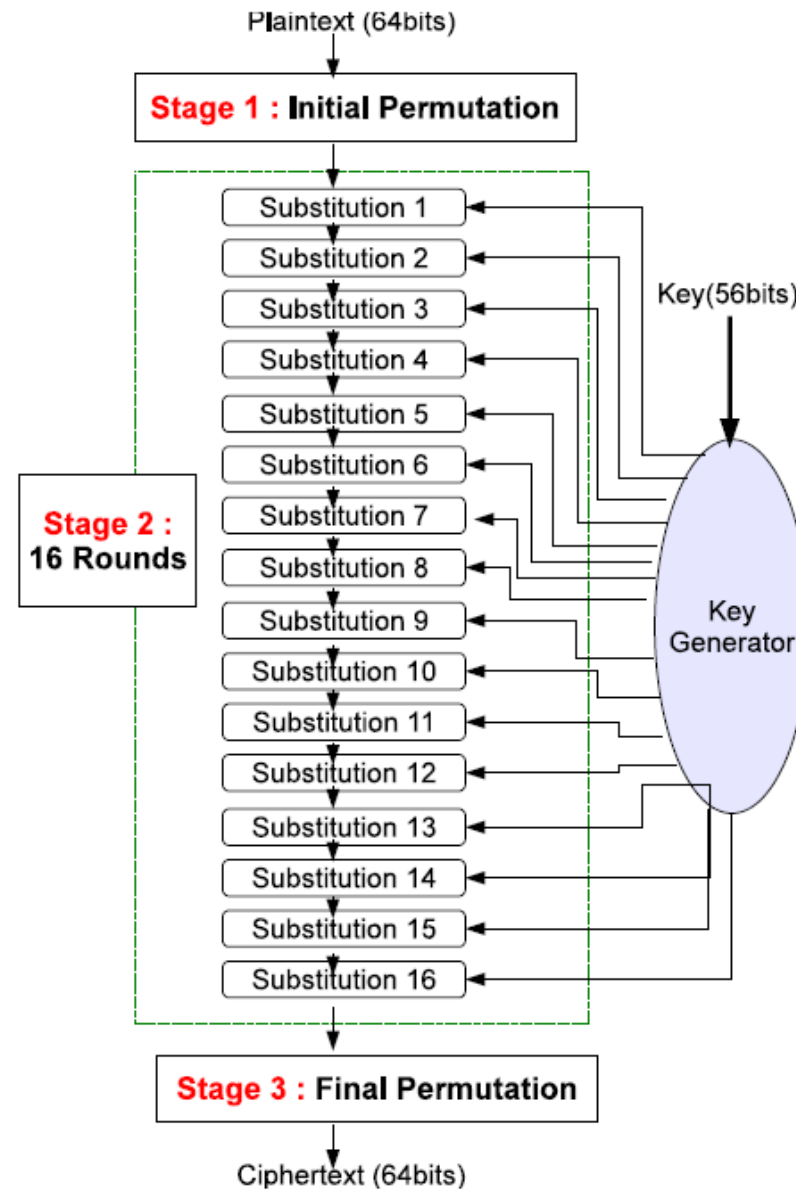 Plaintext (64bits)
Stage 1 : Initial Permutation
Substitution 1
Substitution 2
Substitution 3
Key(56bits)
Substitution 4
Substitution 5
Substitution 6
Stage 2 :
16 Rounds
Substitution 7
Substitution 8
Substitution 9
Key
Generator
Substitution 10
Substitution 11
Substitution 12
Substitution 13
Substitution 14
Substitution 15
Substitution 16
Stage 3 : Final Permutation
Ciphertext (64bits)